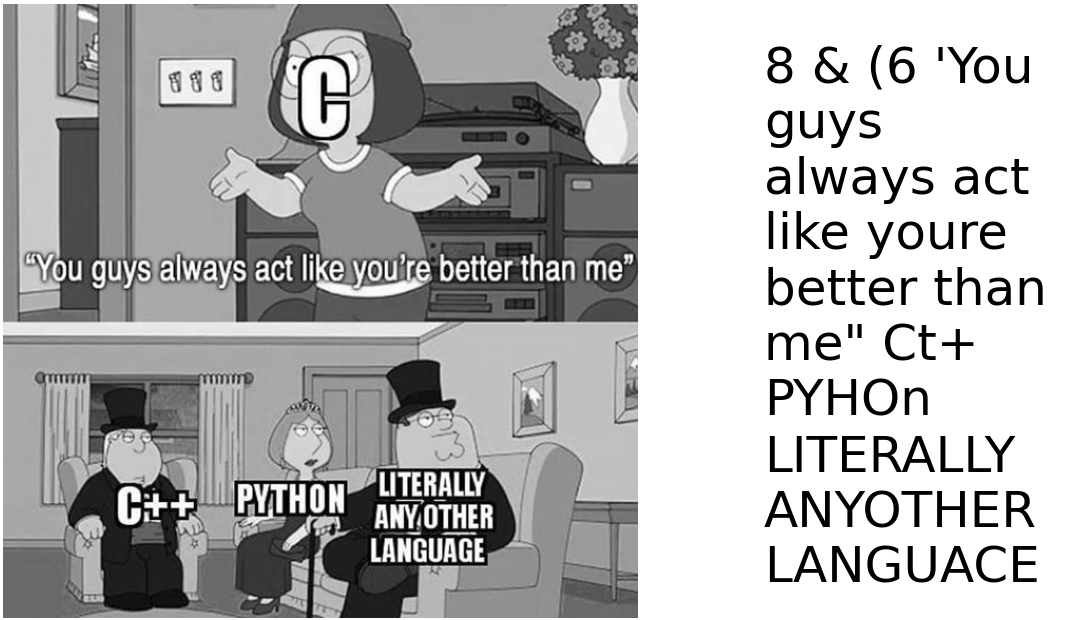 C
“You guys always act like you’re better than me”
C++
PYTHON
LITERALLY
ANY OTHER
LANGUAGE
8 & (6 'You
guys
always act
like youre
better than
me" Ct+
PYHOn
LITERALLY
ANYOTHER
LANGUACE